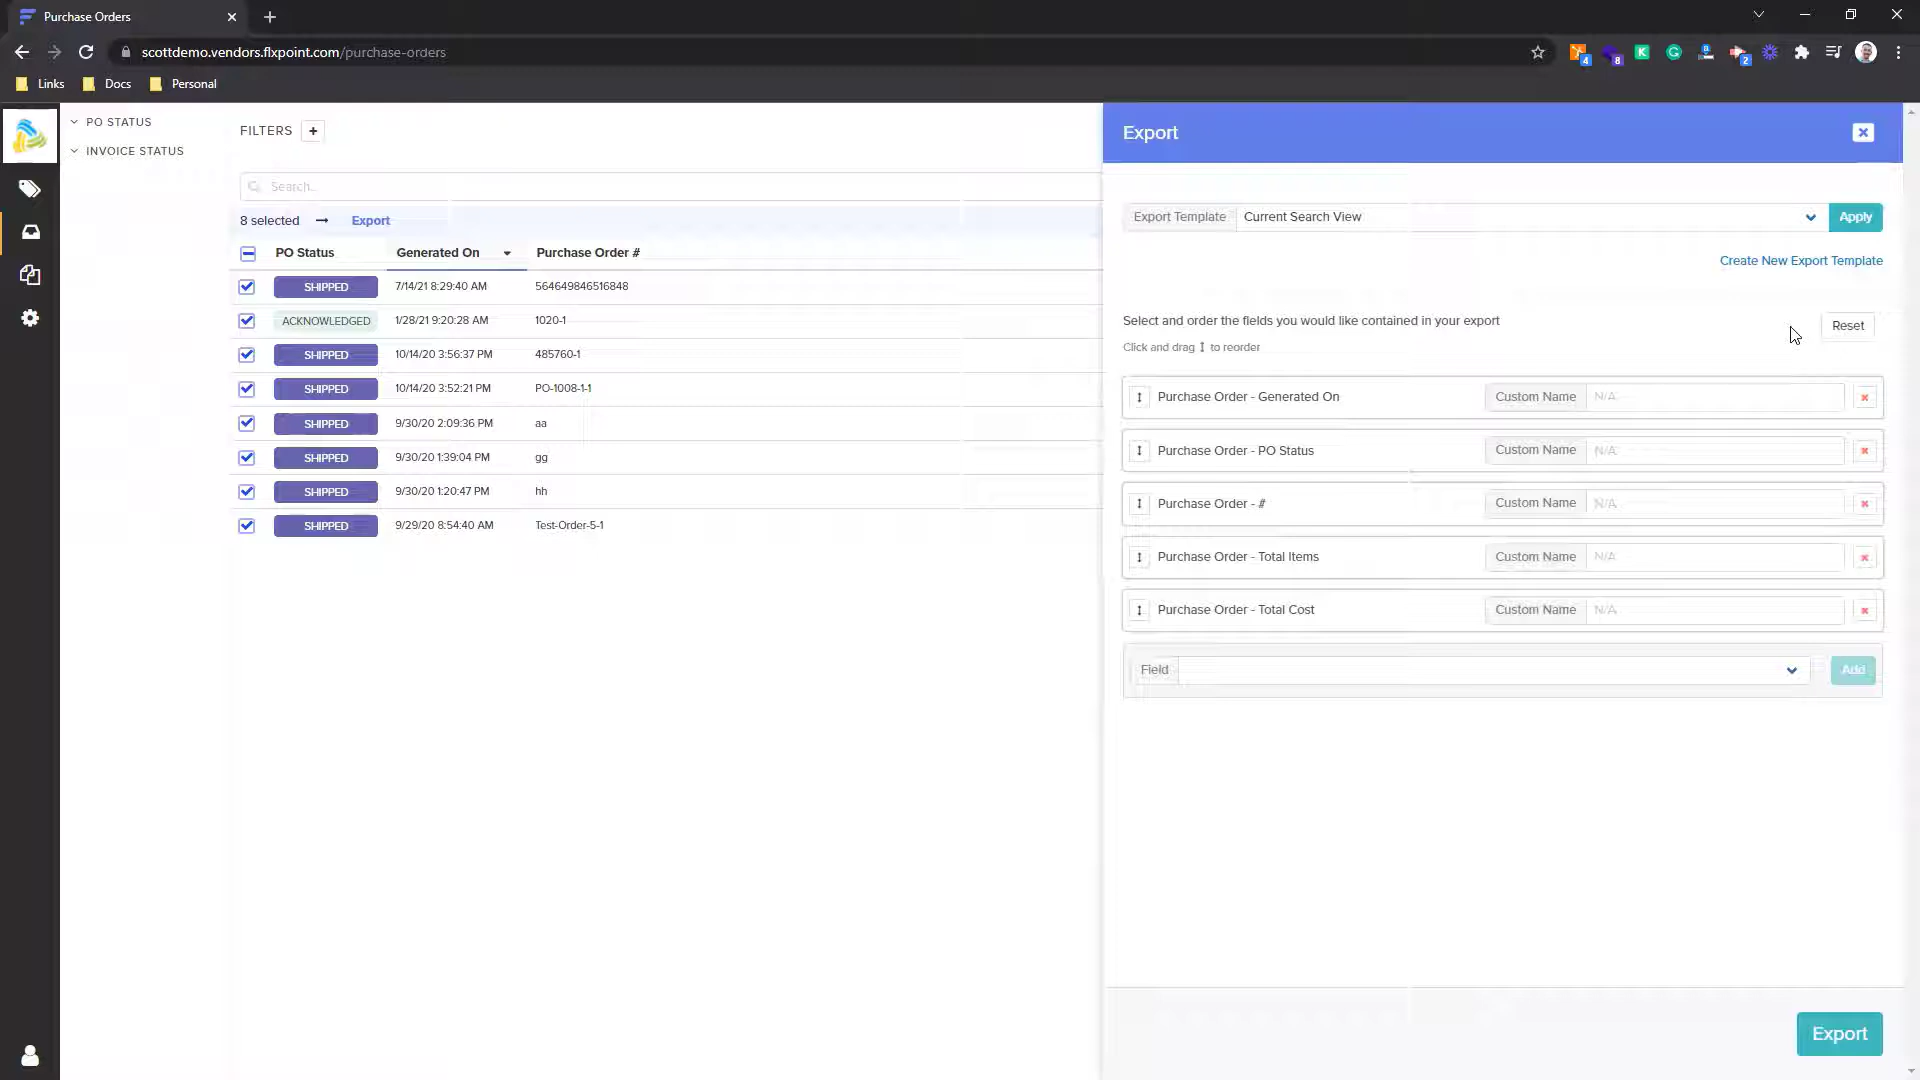 Purchase Orders
scottdemo.vendors.flxpoint.com/purchase-orders
4
8
K
G
2
Links
Docs
Personal
PO STATUS
INVOICE STATUS
FILTERS +
Search...
8 selected → Export
PO Status
Generated On
Purchase Order #
SHIPPED 7/14/21 8:29:40 AM 564649846516848
ACKNOWLEDGED 1/28/21 9:20:28 AM 1020-1
SHIPPED 10/14/20 3:56:37 PM 485760-1
SHIPPED 10/14/20 3:52:21 PM PO-1008-1-1
SHIPPED 9/30/20 2:09:36 PM aa
SHIPPED 9/30/20 1:39:04 PM gg
SHIPPED 9/30/20 1:20:47 PM hh
SHIPPED 9/29/20 8:54:40 AM Test-Order-5-1
Export
Export Template Current Search View Apply
Create New Export Template
Select and order the fields you would like contained in your export
Reset
Click and drag ↕ to reorder
Purchase Order - Generated On Custom Name N/A
Purchase Order - PO Status Custom Name N/A
Purchase Order - # Custom Name N/A
Purchase Order - Total Items Custom Name N/A
Purchase Order - Total Cost Custom Name N/A
Field Add
Export